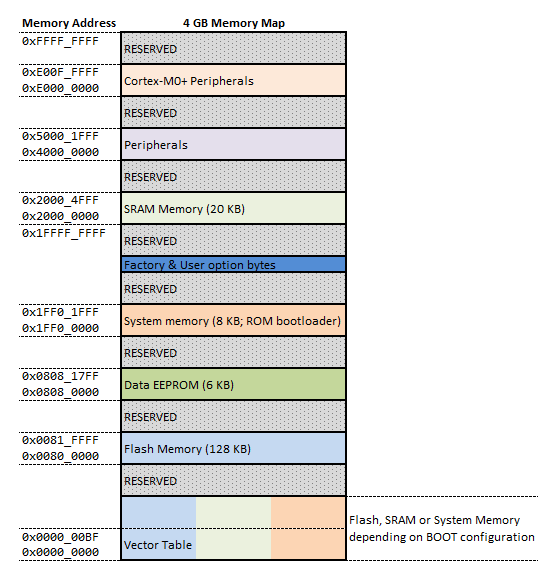 Memory Address 4 GB Memory Map
0xFFFF_FFFF
RESERVED
0xE00F_FFFF
0xE000_0000
Cortex-M0+ Peripherals
RESERVED
0x5000_1FFF
0x4000_0000
Peripherals
RESERVED
0x2000_4FFF
0x2000_0000
SRAM Memory (20 KB)
0x1FFFF_FFFF
RESERVED
Factory & User option bytes
RESERVED
0x1FF0_1FFF
0x1FF0_0000
System memory (8 KB; ROM bootloader)
RESERVED
0x0808_17FF
0x0808_0000
Data EEPROM (6 KB)
RESERVED
0x0081_FFFF
0x0080_0000
Flash Memory (128 KB)
RESERVED
Flash, SRAM or System Memory
depending on BOOT configuration
0x0000_00BF
0x0000_0000
Vector Table